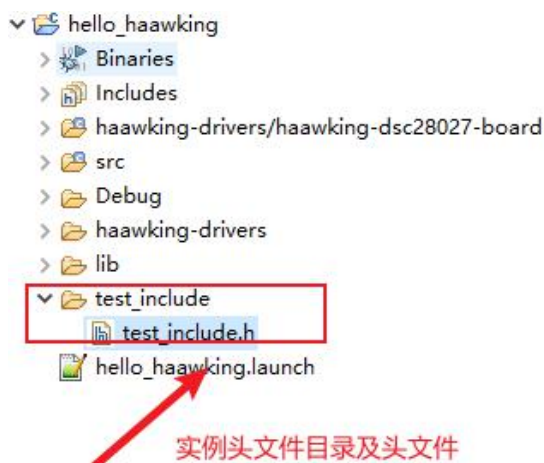 hello_haawking
Binaries
Includes
haawking-drivers/haawking-dsc28027-board
src
Debug
haawking-drivers
lib
test_include
test_include.h
hello_haawking.launch
实例头文件目录及头文件